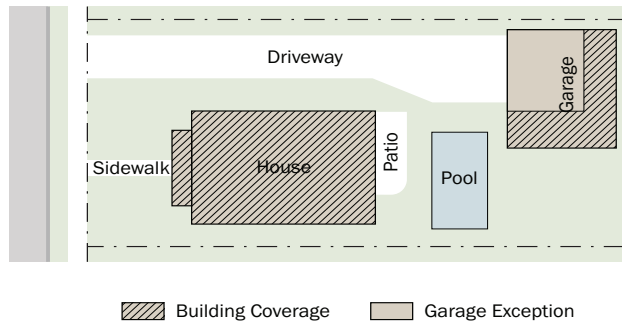 Driveway
Garage
Sidewalk
House
Patio
Pool
Building Coverage
Garage Exception